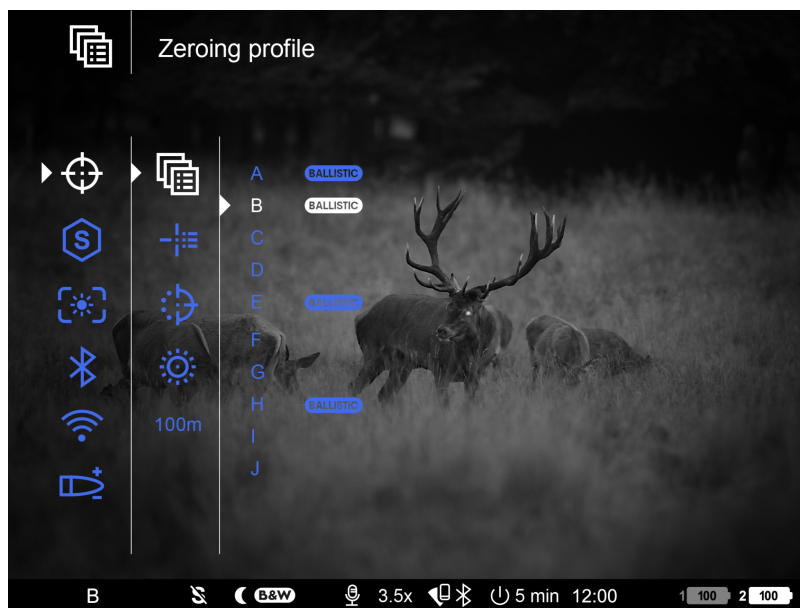 Zeroing profile
A BALLISTIC
B BALLISTIC
C
D
E BALLISTIC
F
G
100m
H BALLISTIC
I
J
B B&W 3.5x 5 min 12:00 1 100 2 100